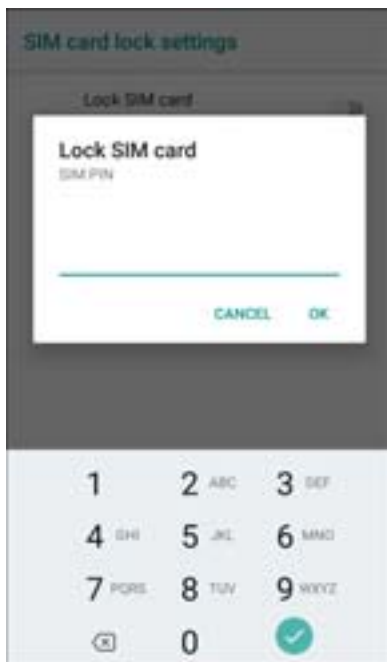 SIM card lock settings
Lock SIM card
Lock SIM card
SIM PIN
CANCEL OK
1 2 ABC 3 DEF
4 GHI 5 JKL 6 MNO
7 PQRS 8 TUV 9 WXYZ
0